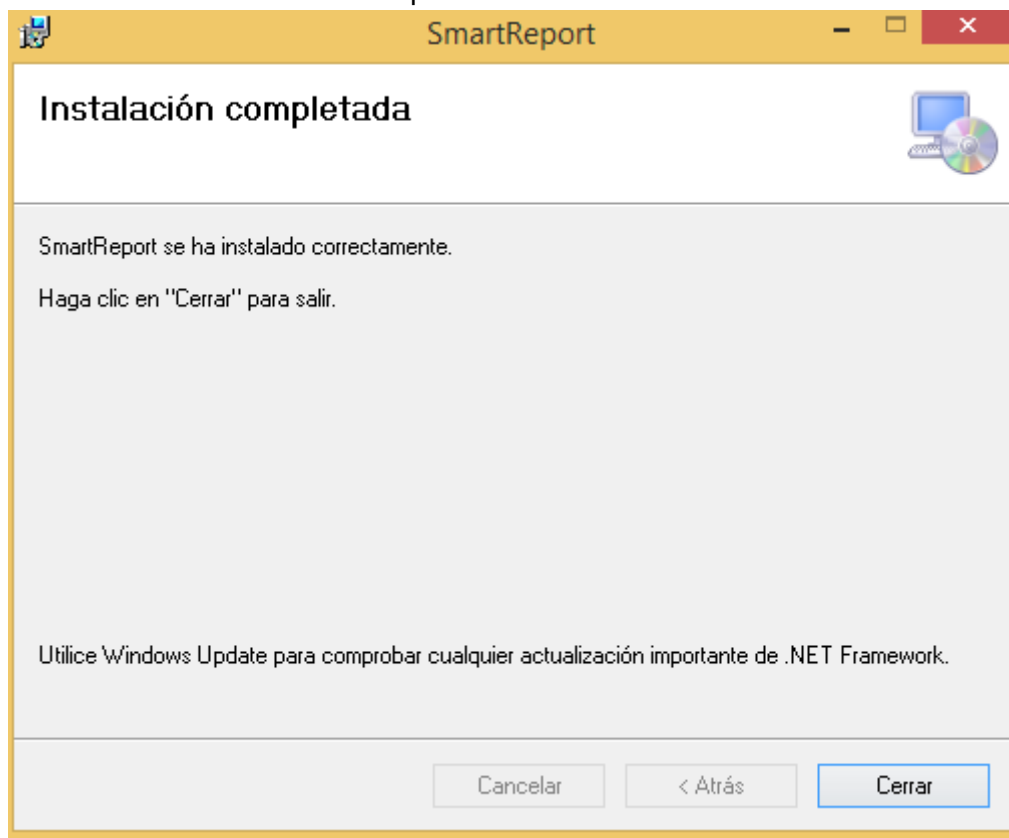 SmartReport
Instalación completada
SmartReport se ha instalado correctamente.
Haga clic en "Cerrar" para salir.
Utilice Windows Update para comprobar cualquier actualización importante de .NET Framework.
Cancelar
< Atrás
Cerrar